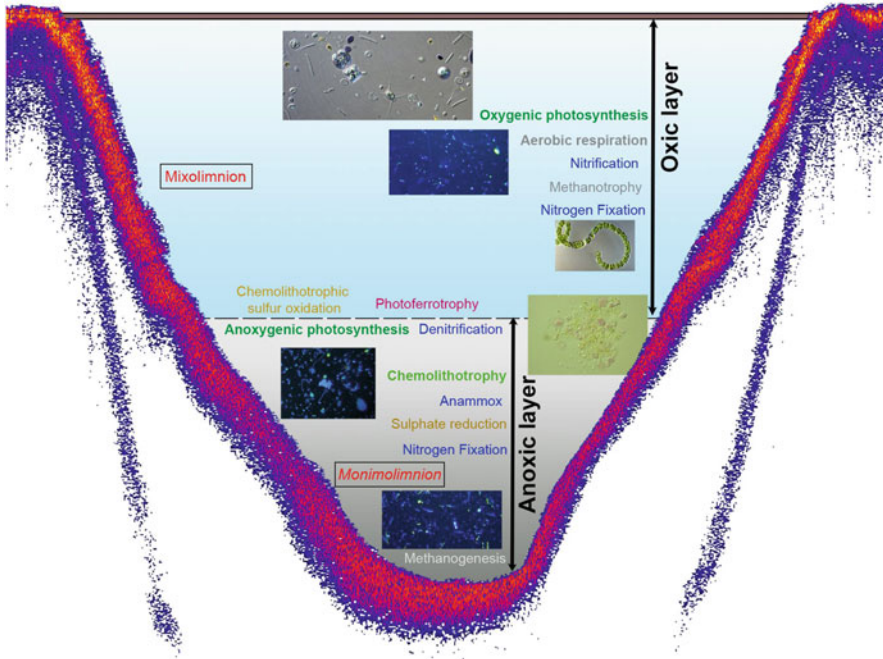 Oxygenic photosynthesis
Aerobic respiration
Nitrification
Methanotrophy
Nitrogen Fixation
Oxic layer
Mixolimnion
Chemolithotrophic
sulfur oxidation
Photoferrotrophy
Anoxygenic photosynthesis
Denitrification
Chemolithotrophy
Anammox
Sulphate reduction
Nitrogen Fixation
Monimolimnion
Methanogenesis
Anoxic layer